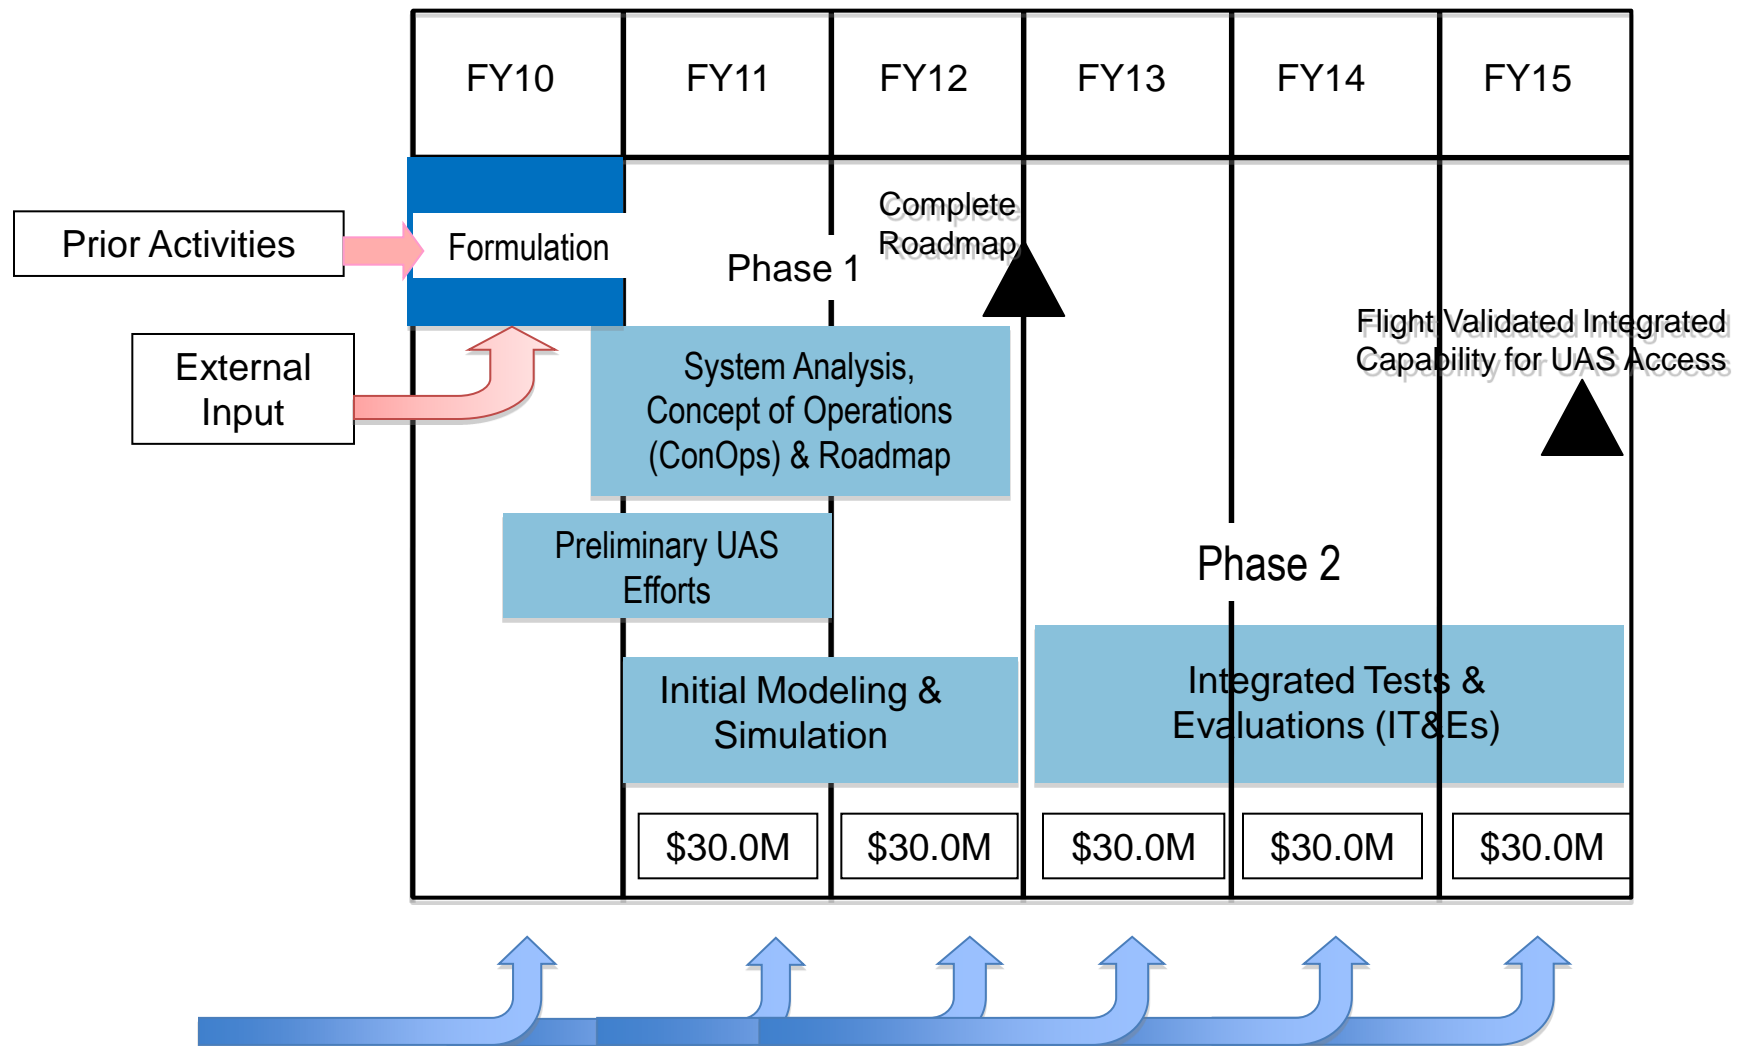 FY10
FY11
FY12
FY13
FY14
FY15
Prior Activities
Formulation
Phase 1
Complete
Roadmap
External
Input
System Analysis,
Concept of Operations
(ConOps) & Roadmap
Flight Validated Integrated
Capability for UAS Access
Preliminary UAS
Efforts
Phase 2
Initial Modeling &
Simulation
Integrated Tests &
Evaluations (IT&Es)
$30.0M
$30.0M
$30.0M
$30.0M
$30.0M